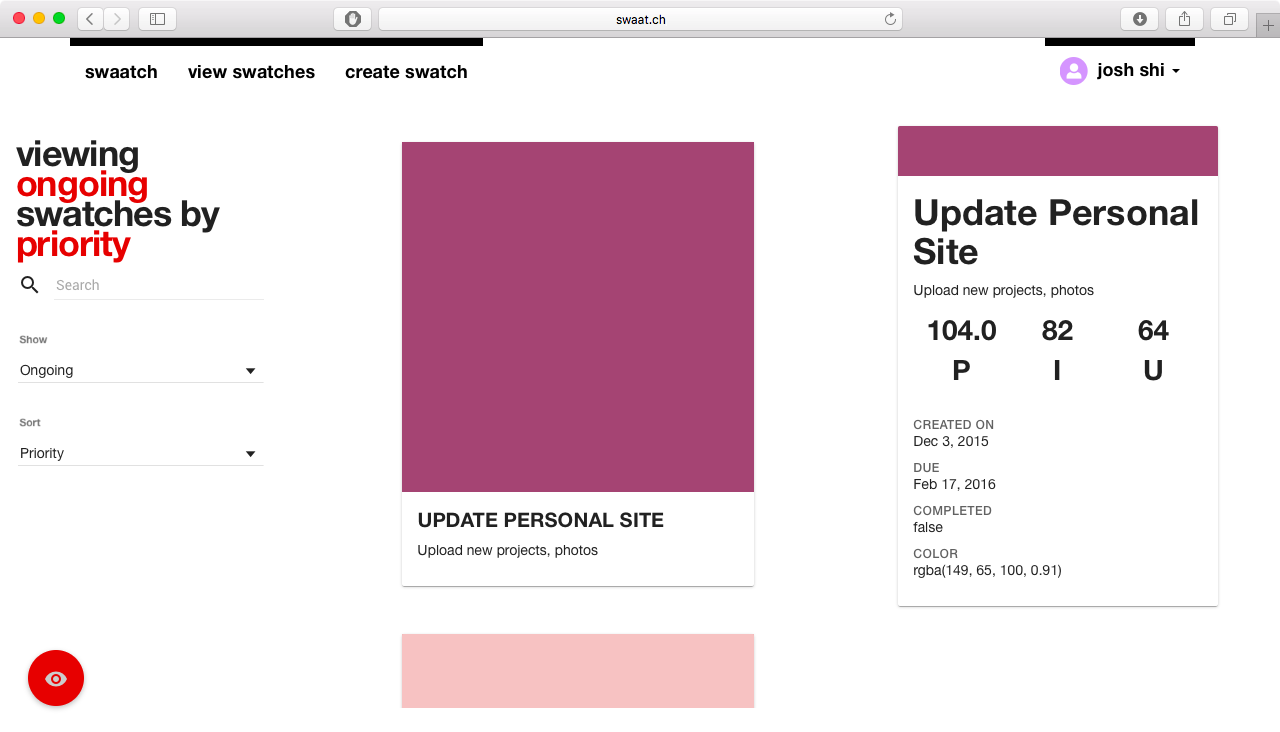 swaat.ch
swaatch view swatches create swatch
josh shi
viewing
ongoing
swatches by
priority
Search
Show
Ongoing
Sort
Priority
UPDATE PERSONAL SITE
Upload new projects, photos
Update Personal
Site
Upload new projects, photos
104.0 82 64
P I U
CREATED ON
Dec 3, 2015
DUE
Feb 17, 2016
COMPLETED
false
COLOR
rgba(149, 65, 100, 0.91)